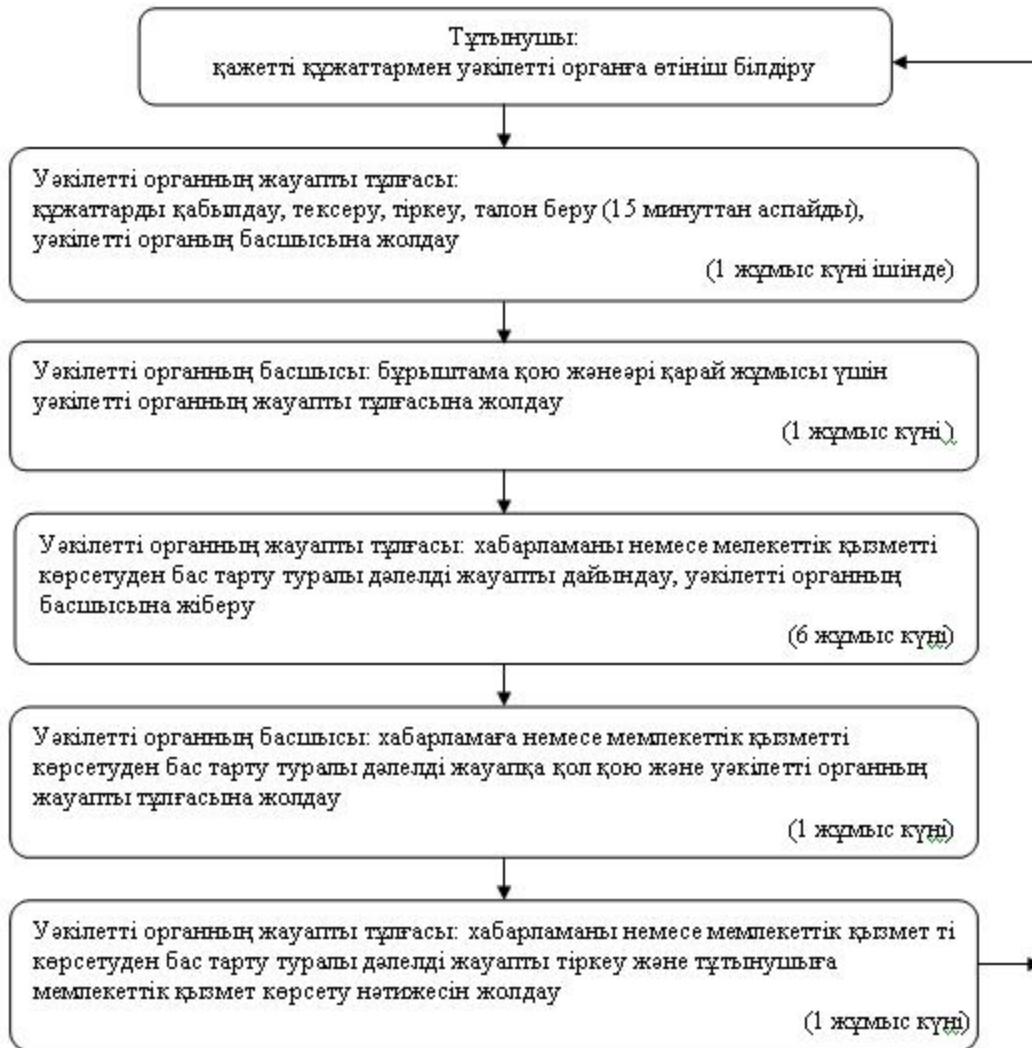 Тұтынушы:
қажетті құжаттармен уәкілетті органға өтініш білдіру
Уәкілетті органның жауапты тұлғасы:
құжаттарды қабылдау, тексеру, тіркеу, талон беру (15 минуттан аспайды),
уәкілетті органың басшысына жолдау
(1 жұмыс күні ішінде)
Уәкілетті органның басшысы: бұрыштама қою жәнеәрі қарай жұмысы үшін
уәкілетті органның жауапты тұлғасына жолдау
(1 жұмыс күні)
Уәкілетті органның жауапты тұлғасы: хабарламаны немесе мелекеттік қызметті
көрсетуден бас тарту туралы дәлелді жауапты дайындау, уәкілетті органның
басшысына жіберу
(6 жұмыс күні)
Уәкілетті органның басшысы: хабарламаға немесе мемлекеттік қызметті
көрсетуден бас тарту туралы дәлелді жауапқа қол қою және уәкілетті органның
жауапты тұлғасына жолдау
(1 жұмыс күні)
Уәкілетті органның жауапты тұлғасы: хабарламаны немесе мемлекеттік қызмет ті
көрсетуден бас тарту туралы дәлелді жауапты тіркеу және тұтынушыға
мемлекеттік қызмет көрсету нәтижесін жолдау
(1 жұмыс күні)